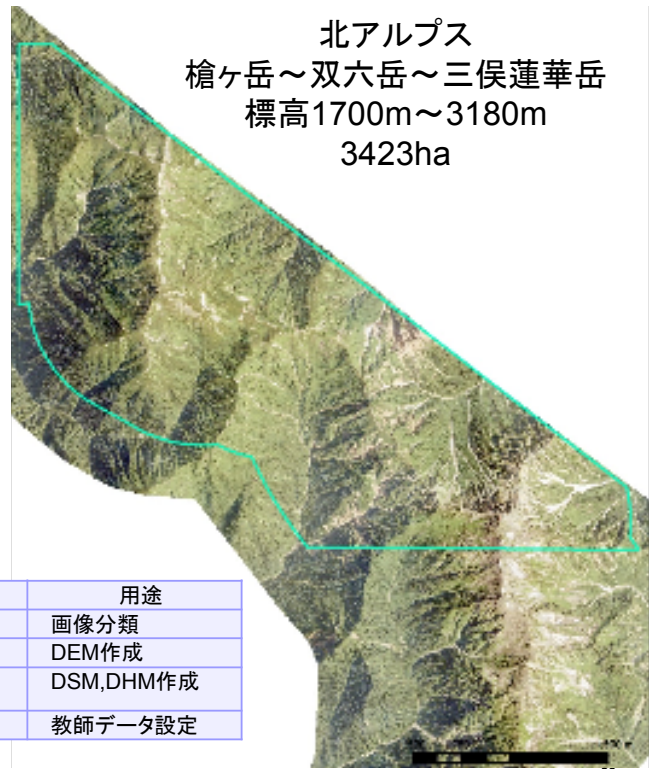 北アルプス
槍ヶ岳～双六岳～三俣蓮華岳
標高1700m～3180m
3423ha
用途
画像分類
DEM作成
DSM,DHM作成
教師データ設定